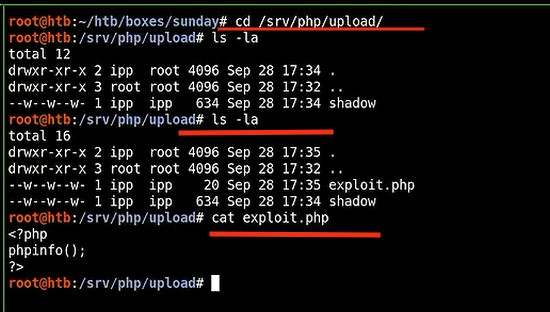 root@htb:~/htb/boxes/sunday# cd /srv/php/upload/
root@htb:/srv/php/upload# ls -la
total 12
drwxr-xr-x 2 ipp  root 4096 Sep 28 17:34 .
drwxr-xr-x 3 root root 4096 Sep 28 17:32 ..
--w--w--w- 1 ipp  ipp   634 Sep 28 17:34 shadow
root@htb:/srv/php/upload# ls -la
total 16
drwxr-xr-x 2 ipp  root 4096 Sep 28 17:35 .
drwxr-xr-x 3 root root 4096 Sep 28 17:32 ..
--w--w--w- 1 ipp  ipp    20 Sep 28 17:35 exploit.php
--w--w--w- 1 ipp  ipp   634 Sep 28 17:34 shadow
root@htb:/srv/php/upload# cat exploit.php
<?php
phpinfo();
?>
root@htb:/srv/php/upload#